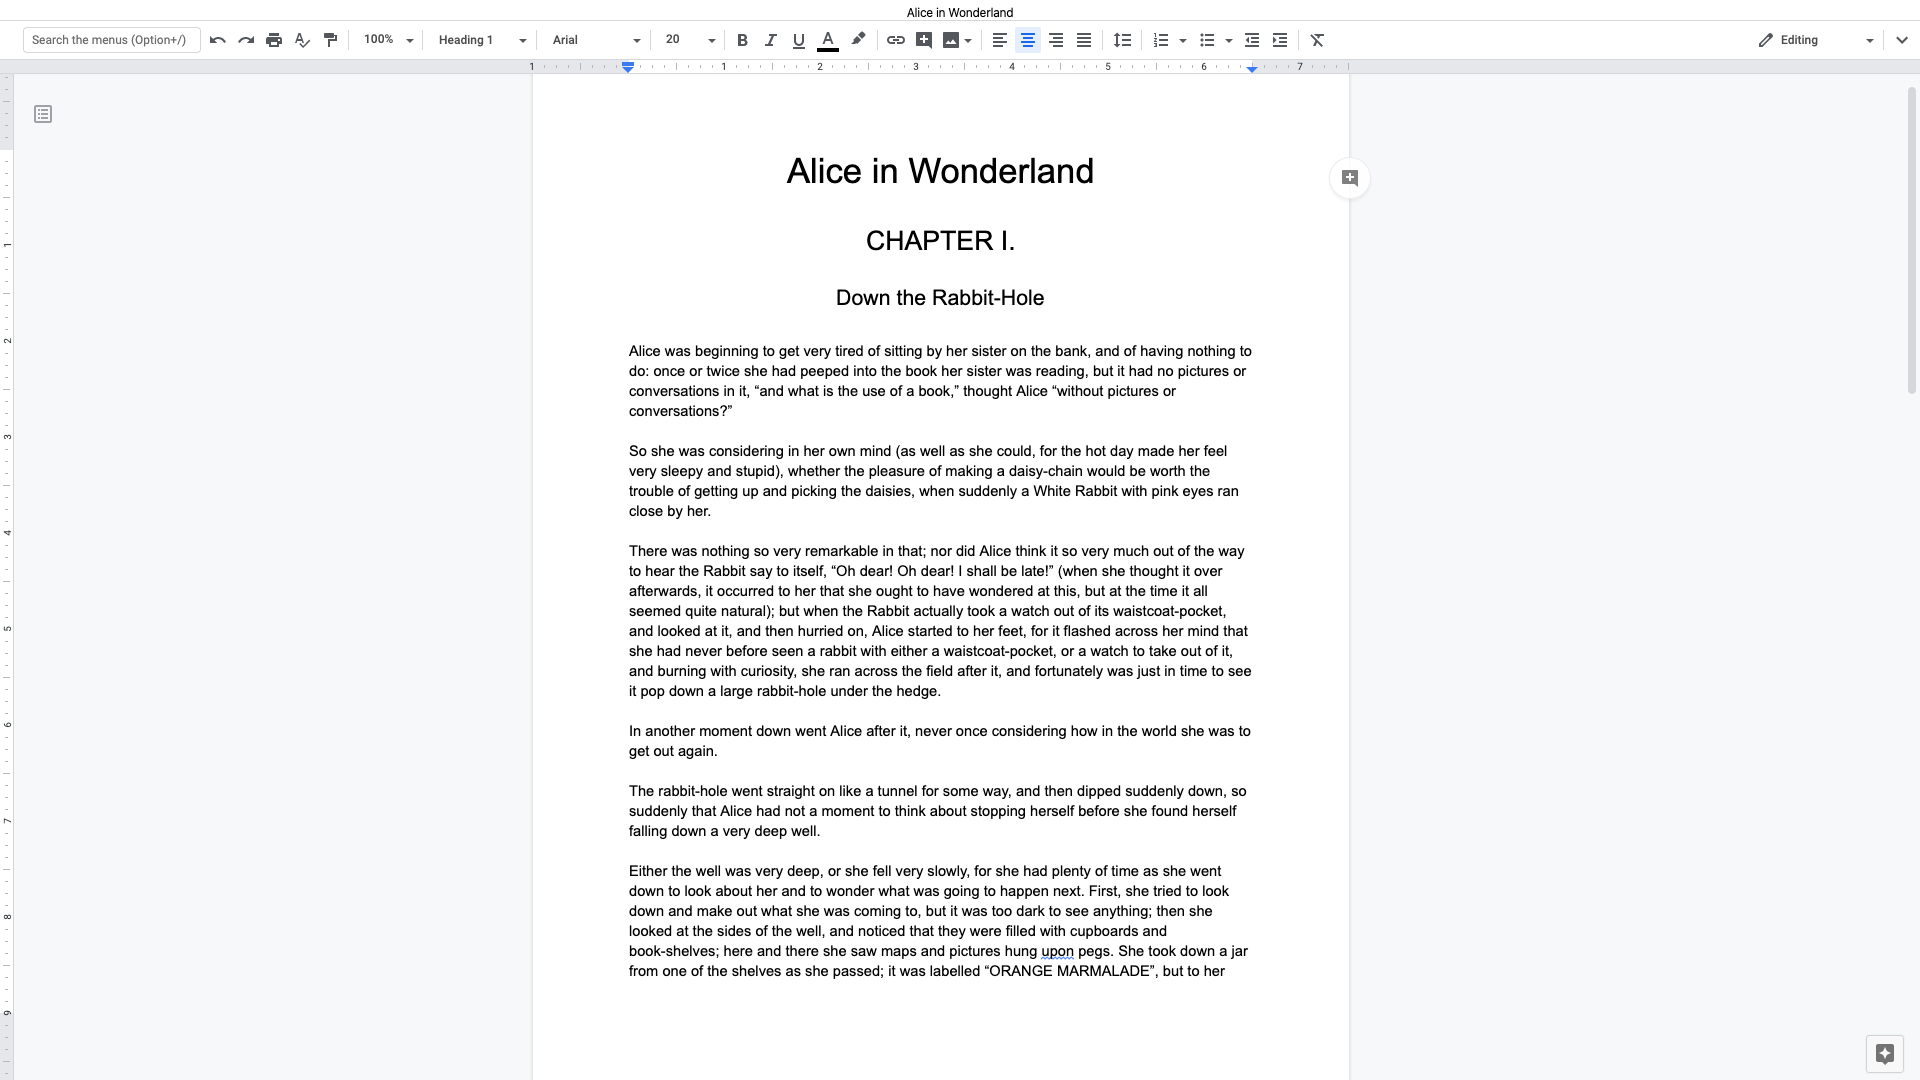 Alice in Wonderland
Search the menus (Option+/)
100%
Heading 1
Arial
20
Editing
1 1 2 3 4 5 6 7
Alice in Wonderland
CHAPTER I.
Down the Rabbit-Hole
Alice was beginning to get very tired of sitting by her sister on the bank, and of having nothing to
do: once or twice she had peeped into the book her sister was reading, but it had no pictures or
conversations in it, “and what is the use of a book,” thought Alice “without pictures or
conversations?”
So she was considering in her own mind (as well as she could, for the hot day made her feel
very sleepy and stupid), whether the pleasure of making a daisy-chain would be worth the
trouble of getting up and picking the daisies, when suddenly a White Rabbit with pink eyes ran
close by her.
There was nothing so very remarkable in that; nor did Alice think it so very much out of the way
to hear the Rabbit say to itself, “Oh dear! Oh dear! I shall be late!” (when she thought it over
afterwards, it occurred to her that she ought to have wondered at this, but at the time it all
seemed quite natural); but when the Rabbit actually took a watch out of its waistcoat-pocket,
and looked at it, and then hurried on, Alice started to her feet, for it flashed across her mind that
she had never before seen a rabbit with either a waistcoat-pocket, or a watch to take out of it,
and burning with curiosity, she ran across the field after it, and fortunately was just in time to see
it pop down a large rabbit-hole under the hedge.
In another moment down went Alice after it, never once considering how in the world she was to
get out again.
The rabbit-hole went straight on like a tunnel for some way, and then dipped suddenly down, so
suddenly that Alice had not a moment to think about stopping herself before she found herself
falling down a very deep well.
Either the well was very deep, or she fell very slowly, for she had plenty of time as she went
down to look about her and to wonder what was going to happen next. First, she tried to look
down and make out what she was coming to, but it was too dark to see anything; then she
looked at the sides of the well, and noticed that they were filled with cupboards and
book-shelves; here and there she saw maps and pictures hung upon pegs. She took down a jar
from one of the shelves as she passed; it was labelled “ORANGE MARMALADE”, but to her
1
2
3
4
5
6
7
8
9